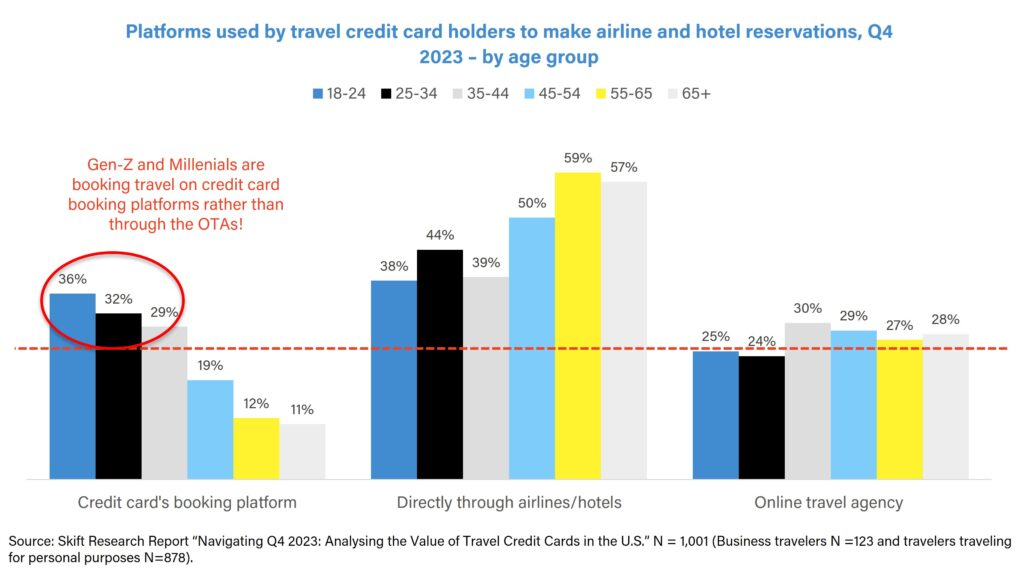 Platforms used by travel credit card holders to make airline and hotel reservations, Q4
2023 – by age group
18-24 25-34 35-44 45-54 55-65 65+
Gen-Z and Millenials are
booking travel on credit card
booking platforms rather than
through the OTAs!
36%
32%
29%
19%
12%
11%
38%
44%
39%
50%
59%
57%
25%
24%
30%
29%
27%
28%
Credit card's booking platform
Directly through airlines/hotels
Online travel agency
Source: Skift Research Report “Navigating Q4 2023: Analysing the Value of Travel Credit Cards in the U.S.” N = 1,001 (Business travelers N =123 and travelers traveling
for personal purposes N=878).